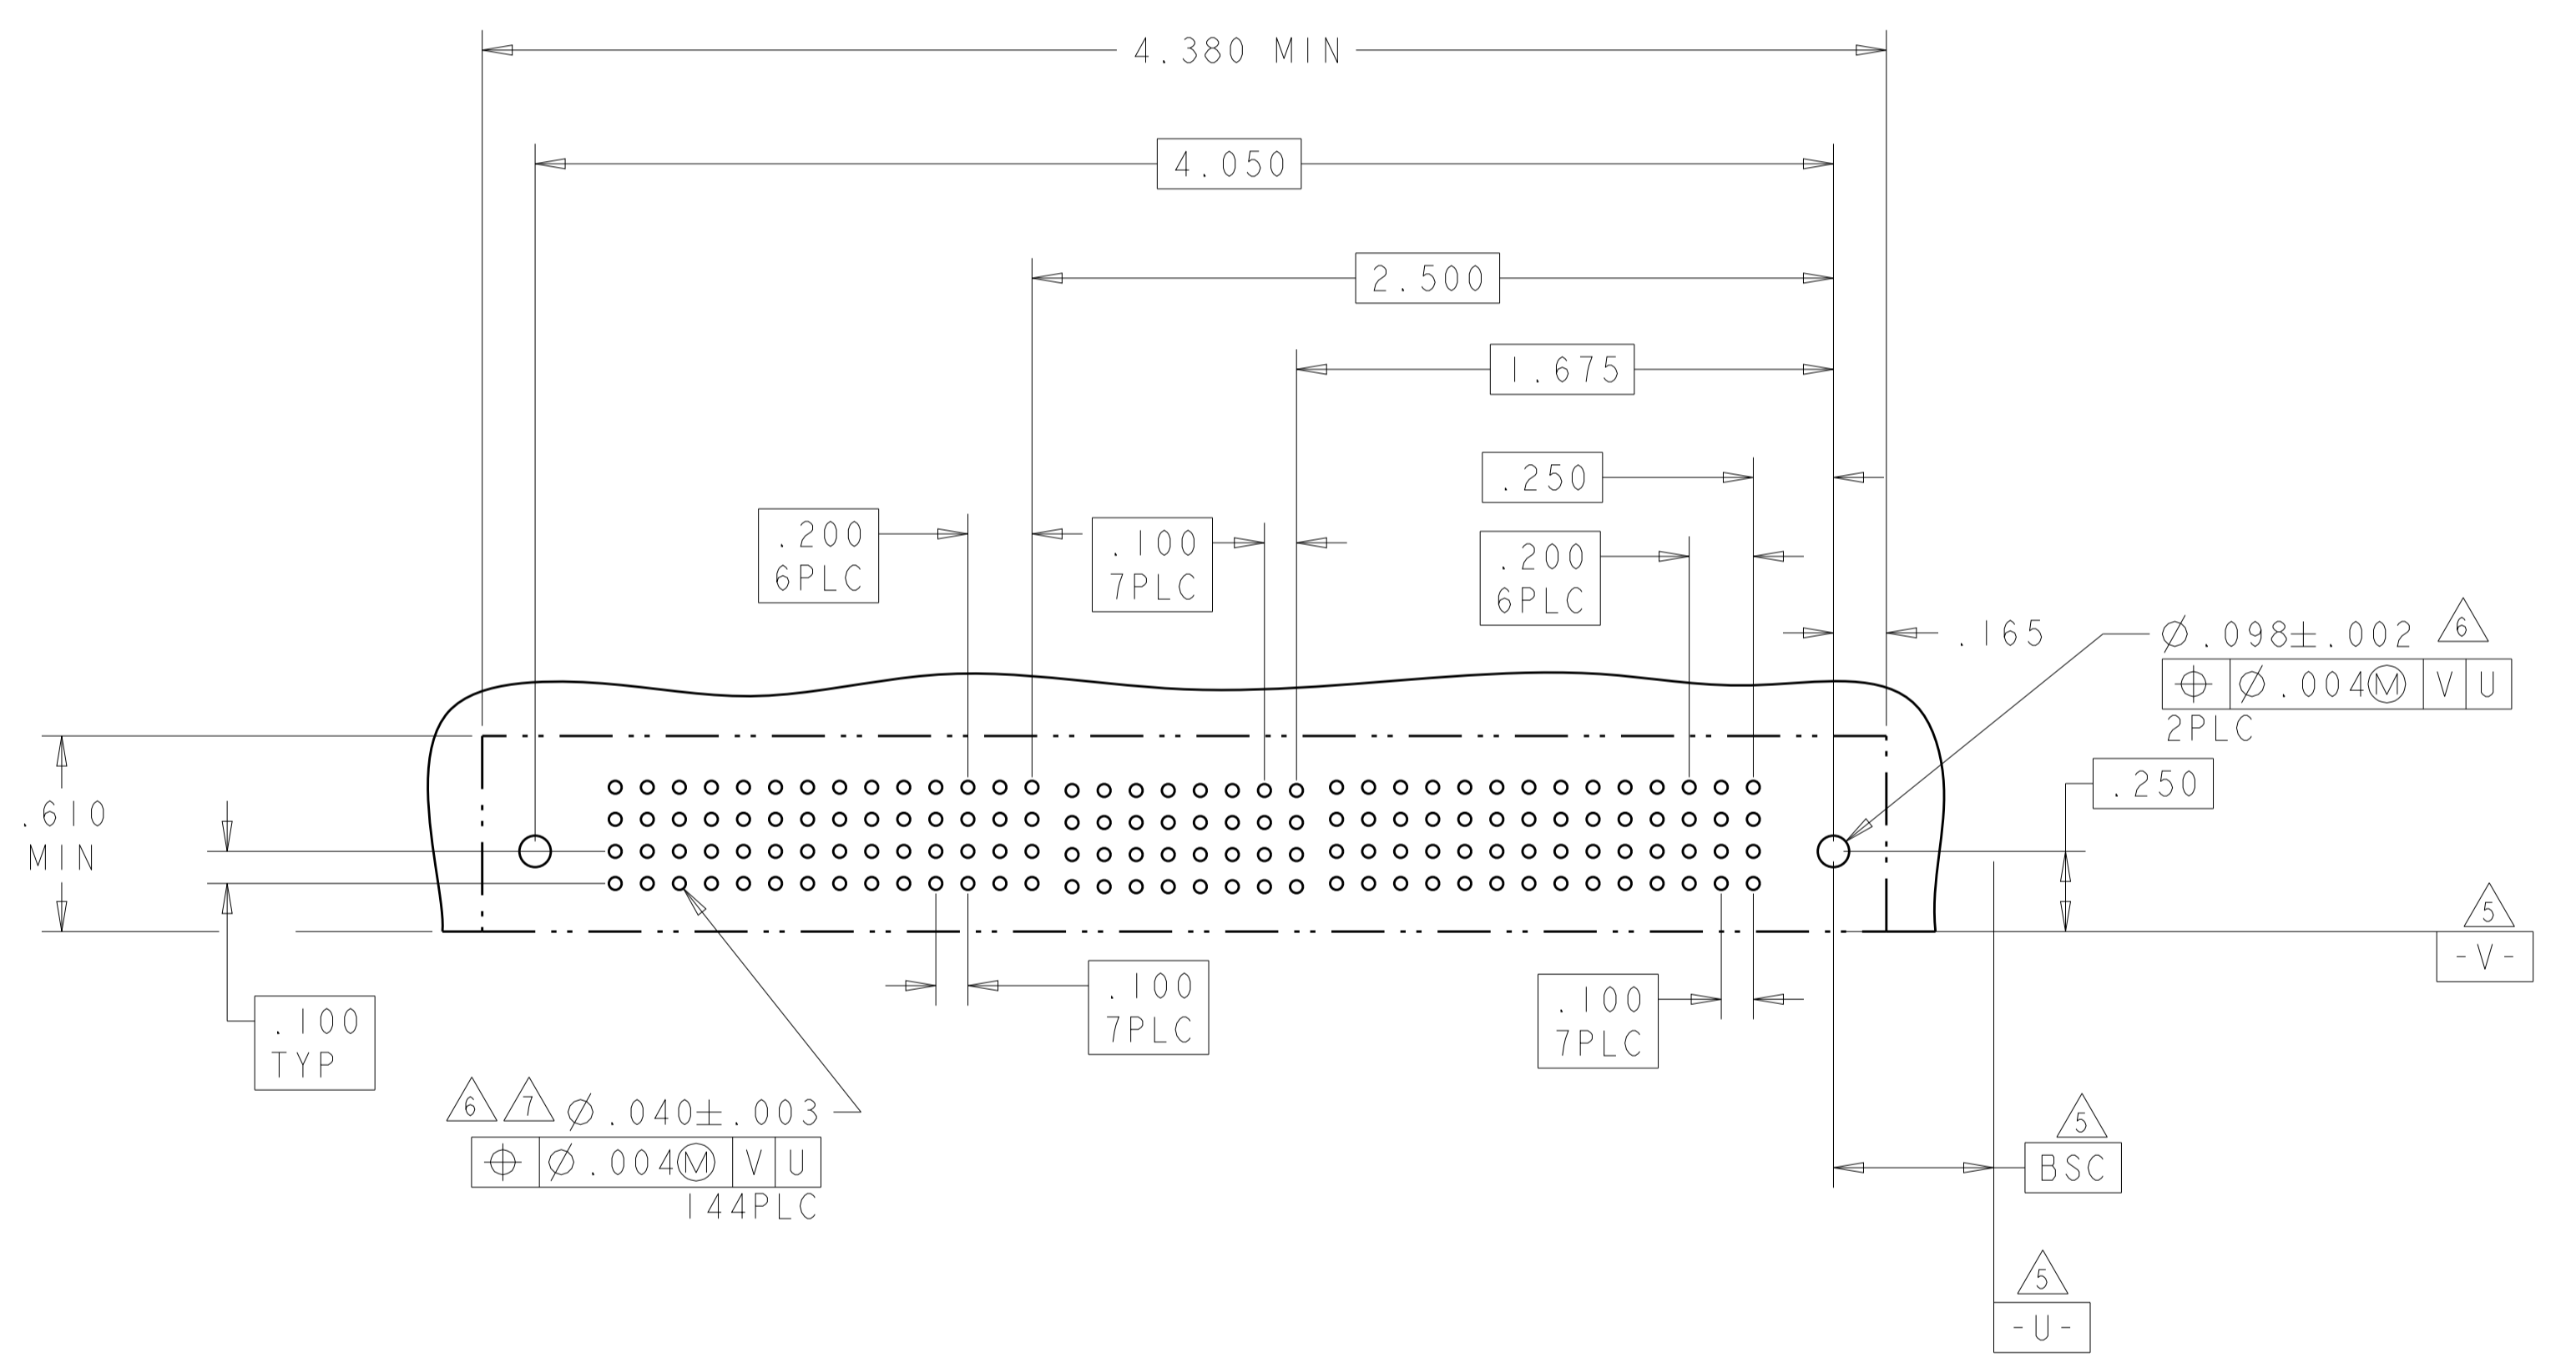 4.380 MIN
4.050
2.500
1.675
.250
.200
6PLC
.100
7PLC
.200
6PLC
.165
Ø.098±.002 6
⌖ Ø.004Ⓜ V U
2PLC
.250
.610
MIN
5
-V-
.100
TYP
.100
7PLC
.100
7PLC
6 7 Ø.040±.003
⌖ Ø.004Ⓜ V U
144PLC
5
BSC
5
-U-